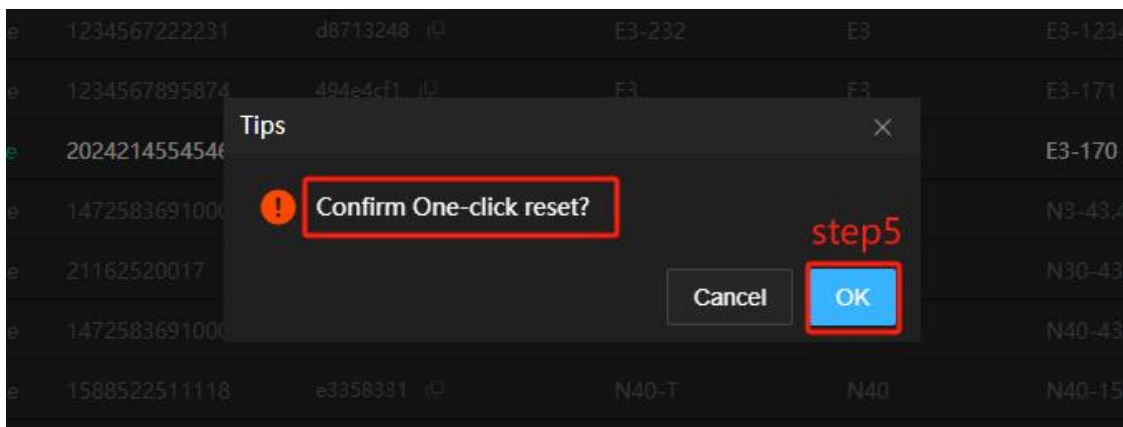 e 1234567222231 d8713248 E3-232 E3 E3-1234
e 1234567895874 494e4cf1 E3 E3 E3-171
Tips
e 2024214554546 E3-170
e 1472583691000 Confirm One-click reset? N3-43.4
step5
e 21162520017 N30-43
Cancel OK
e 1472583691000 N40-43
e 1588522511118 e3358331 N40-T N40 N40-15